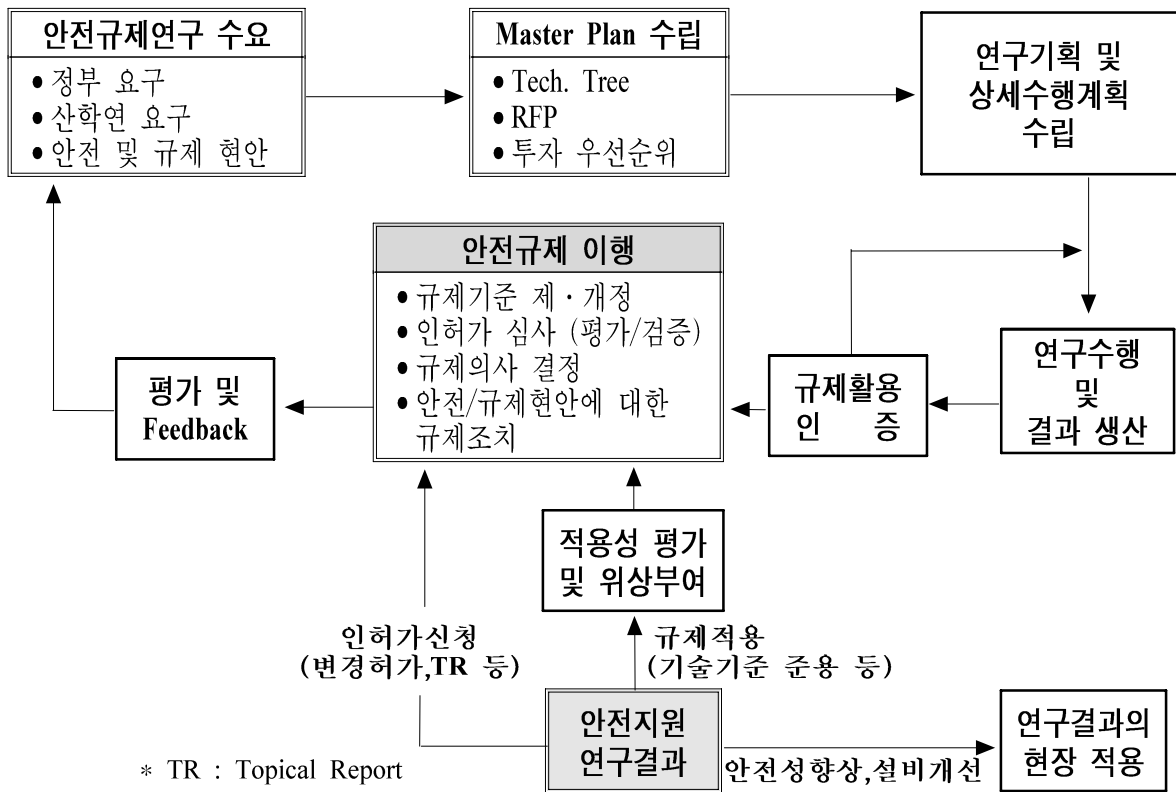 안전규제연구 수요
● 정부 요구
● 산학연 요구
● 안전 및 규제 현안
Master Plan 수립
● Tech. Tree
● RFP
● 투자 우선순위
연구기획 및
상세수행계획
수립
안전규제 이행
● 규제기준 제·개정
● 인허가 심사 (평가/검증)
● 규제의사 결정
● 안전/규제현안에 대한
규제조치
평가 및
Feedback
규제활용
인 증
연구수행
및
결과 생산
적용성 평가
및 위상부여
인허가신청
(변경허가,TR 등)
규제적용
(기술기준 준용 등)
안전지원
연구결과
안전성향상,설비개선
연구결과의
현장 적용
* TR : Topical Report